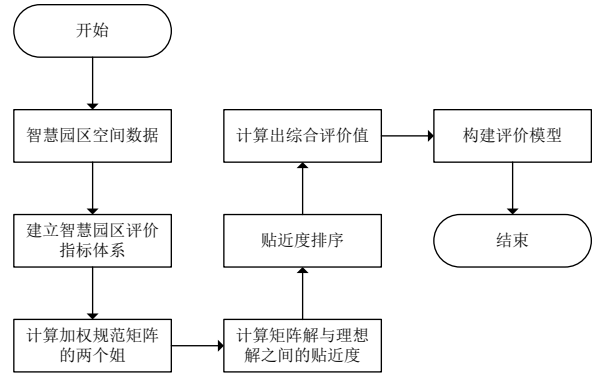 开始
智慧园区空间数据
建立智慧园区评价
指标体系
计算加权规范矩阵
的两个姐
计算矩阵解与理想
解之间的贴近度
贴近度排序
计算出综合评价值
构建评价模型
结束